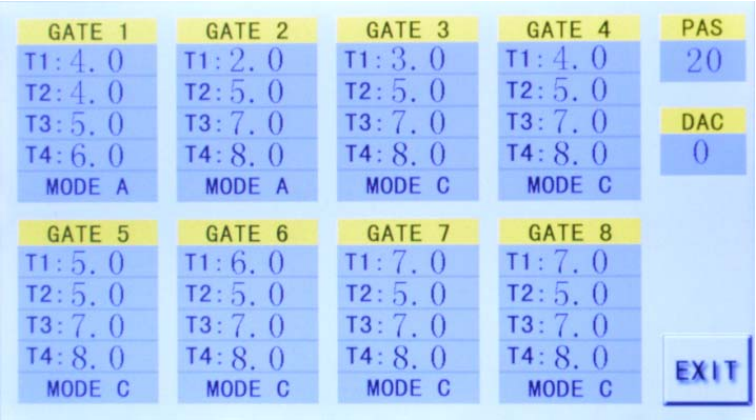 GATE 1 GATE 2 GATE 3 GATE 4 PAS
T1:4.0 T1:2.0 T1:3.0 T1:4.0 20
T2:4.0 T2:5.0 T2:5.0 T2:5.0
T3:5.0 T3:7.0 T3:7.0 T3:7.0 DAC
T4:6.0 T4:8.0 T4:8.0 T4:8.0 0
MODE A MODE A MODE C MODE C
GATE 5 GATE 6 GATE 7 GATE 8
T1:5.0 T1:6.0 T1:7.0 T1:7.0
T2:5.0 T2:5.0 T2:5.0 T2:5.0
T3:7.0 T3:7.0 T3:7.0 T3:7.0
T4:8.0 T4:8.0 T4:8.0 T4:8.0 EXIT
MODE C MODE C MODE C MODE C